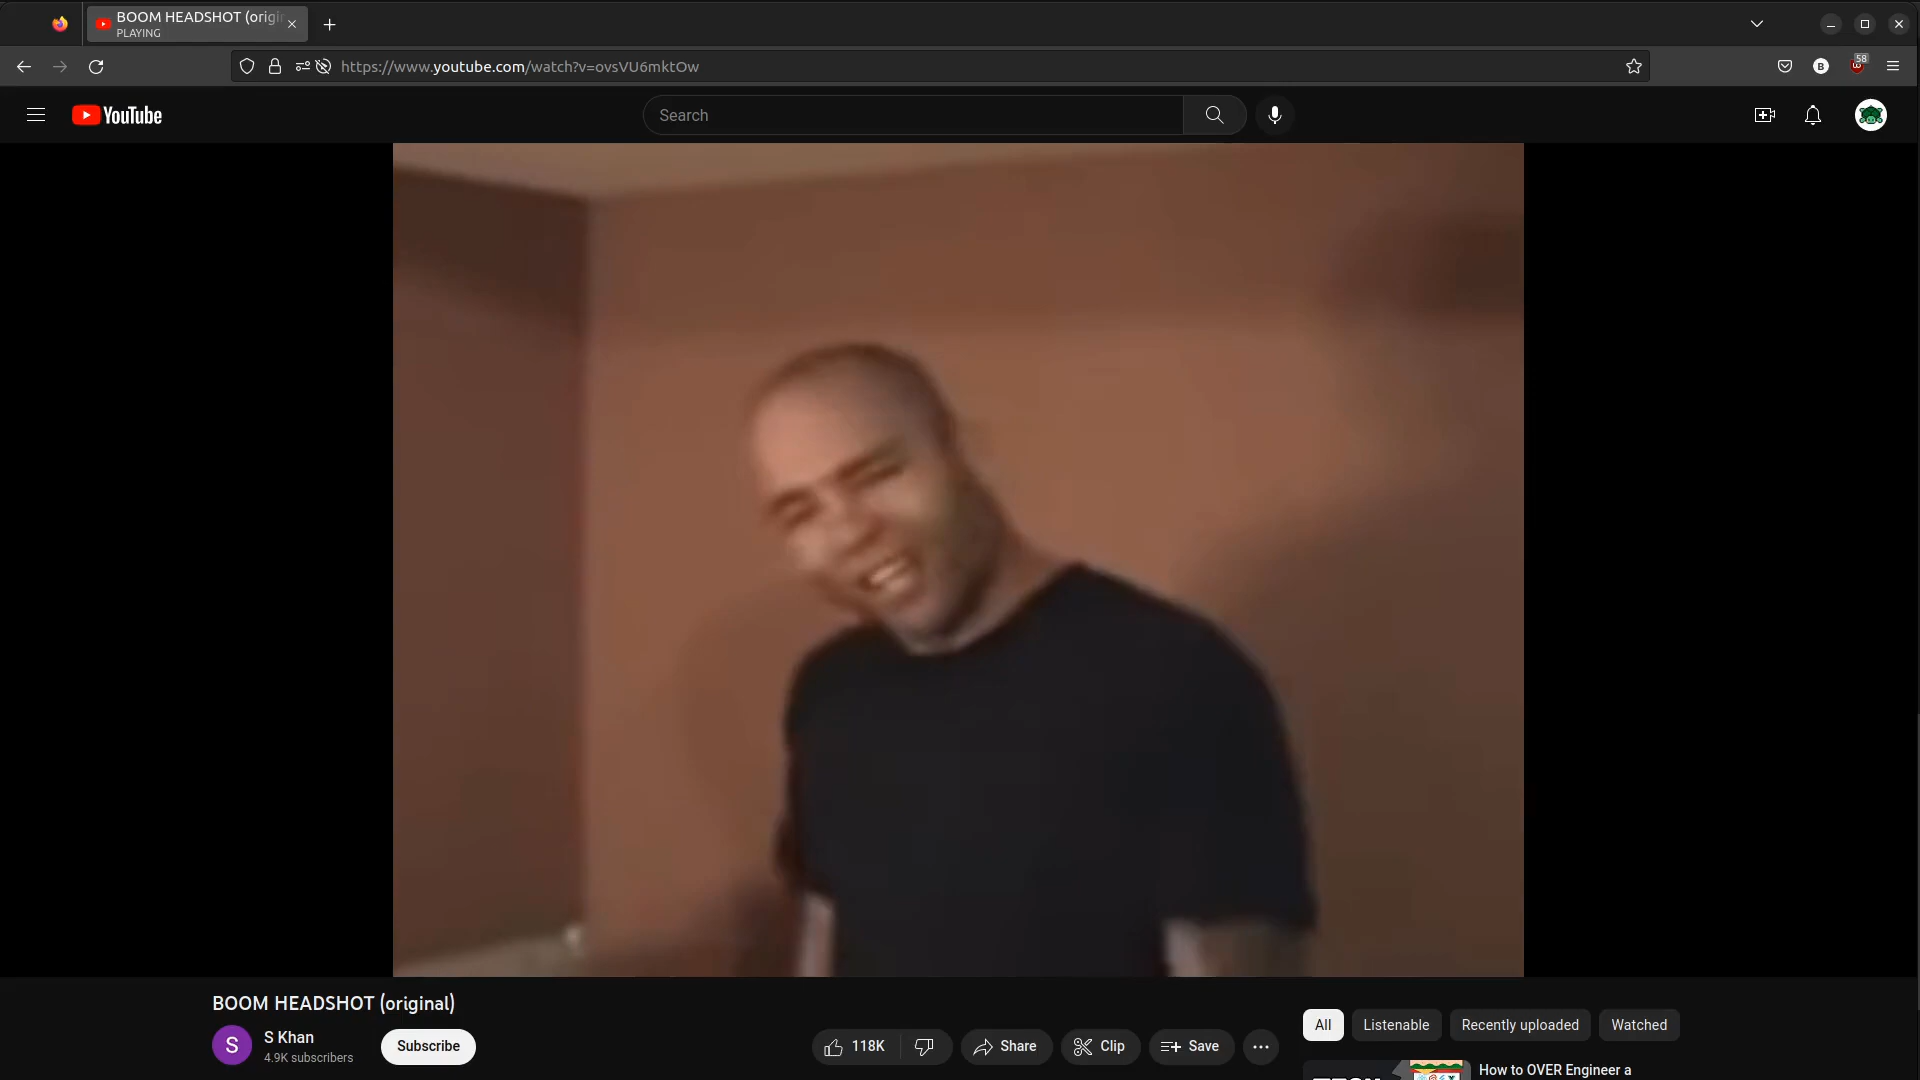 BOOM HEADSHOT (origi
PLAYING
https://www.youtube.com/watch?v=ovsVU6mktOw
B
58
YouTube
Search
BOOM HEADSHOT (original)
S
S Khan
4.9K subscribers
Subscribe
118K
Share
Clip
Save
All
Listenable
Recently uploaded
Watched
How to OVER Engineer a